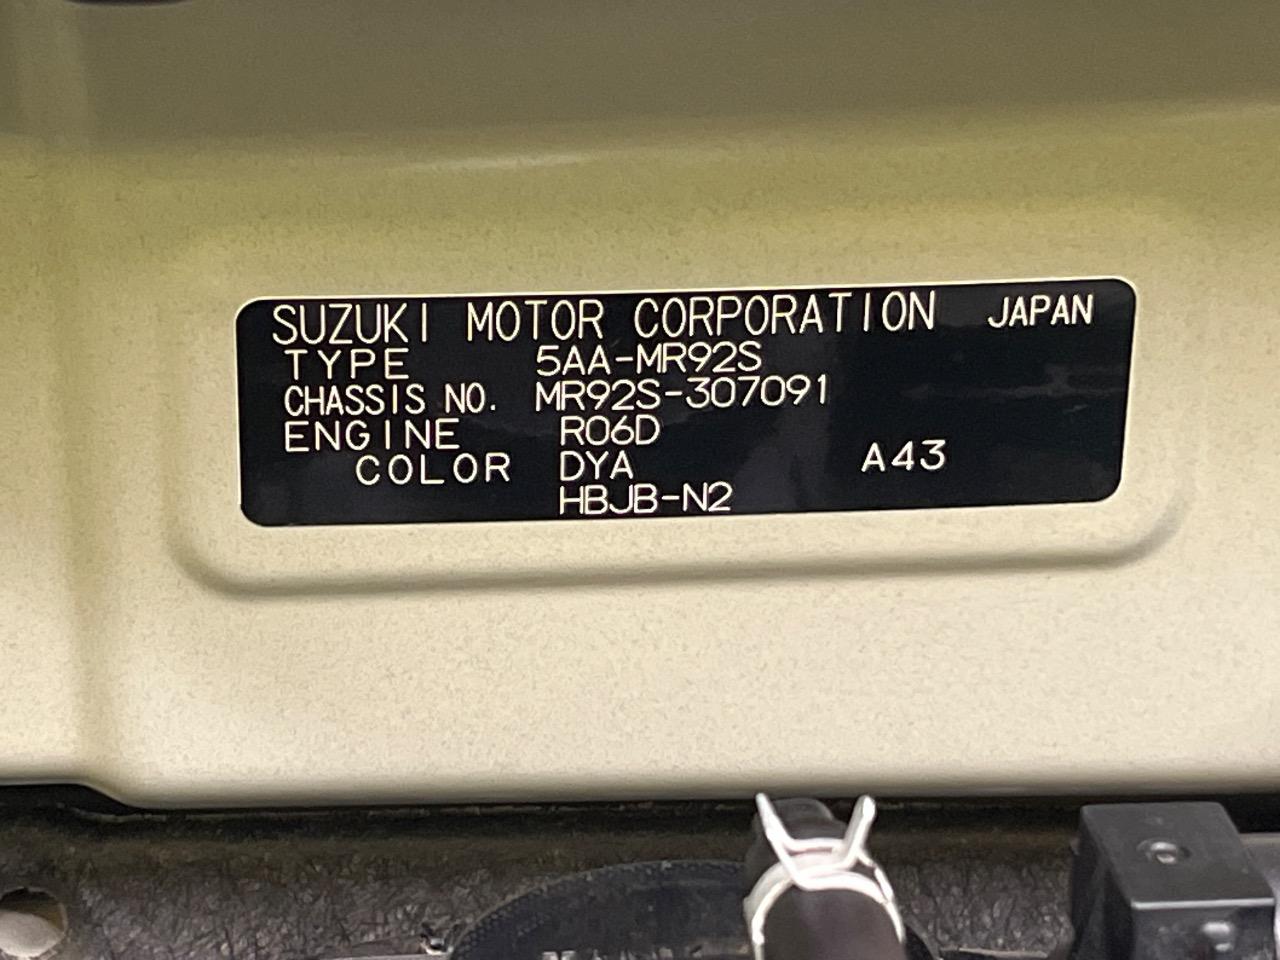 SUZUKI MOTOR CORPORATION JAPAN
TYPE 5AA-MR92S
CHASSIS NO. MR92S-307091
ENGINE R06D
COLOR DYA A43
HBJB-N2